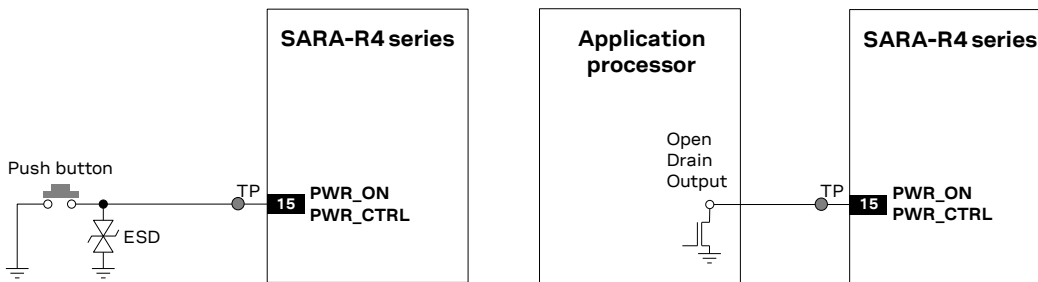 SARA-R4 series
Push button
TP
15
PWR_ON
PWR_CTRL
ESD
Application
processor
Open
Drain
Output
SARA-R4 series
TP
15
PWR_ON
PWR_CTRL